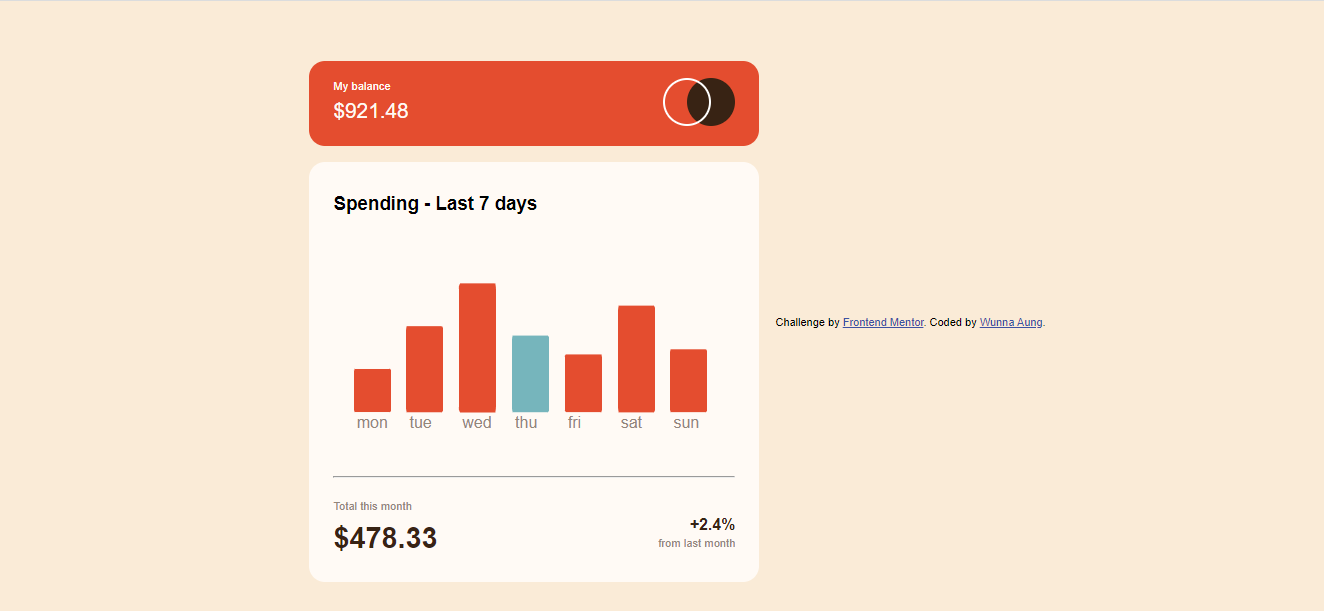 My balance
$921.48
Spending - Last 7 days
mon tue wed thu fri sat sun
Total this month
$478.33
+2.4%
from last month
Challenge by Frontend Mentor. Coded by Wunna Aung.